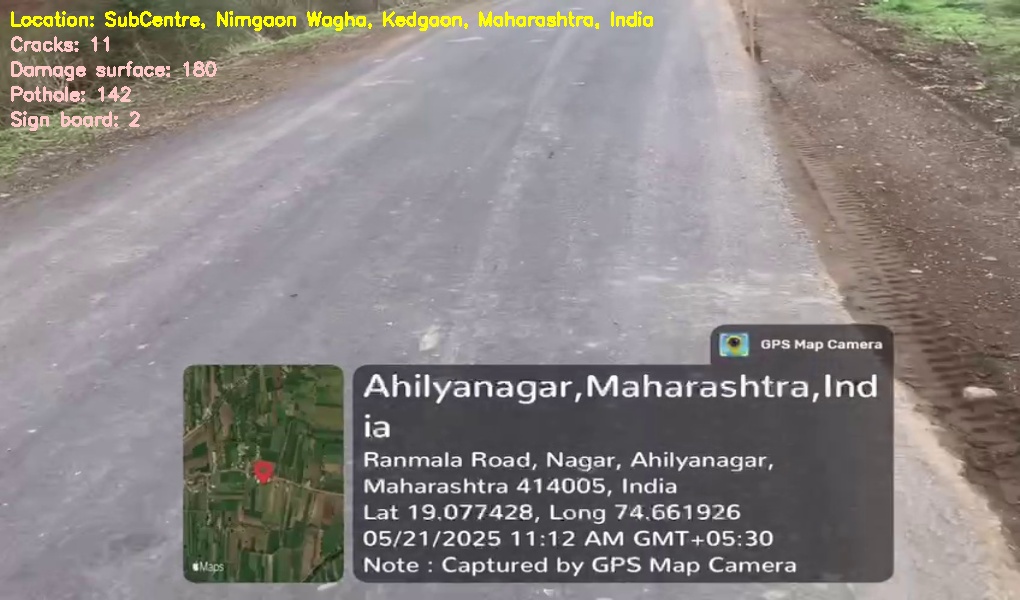 Location: SubCentre, Nimgaon Wagha, Kedgaon, Maharashtra, India
Cracks: 11
Damage surface: 180
Pothole: 142
Sign board: 2
GPS Map Camera
Ahilyanagar,Maharashtra,Ind
ia
Ranmala Road, Nagar, Ahilyanagar,
Maharashtra 414005, India
Lat 19.077428, Long 74.661926
05/21/2025 11:12 AM GMT+05:30
Note : Captured by GPS Map Camera
Maps